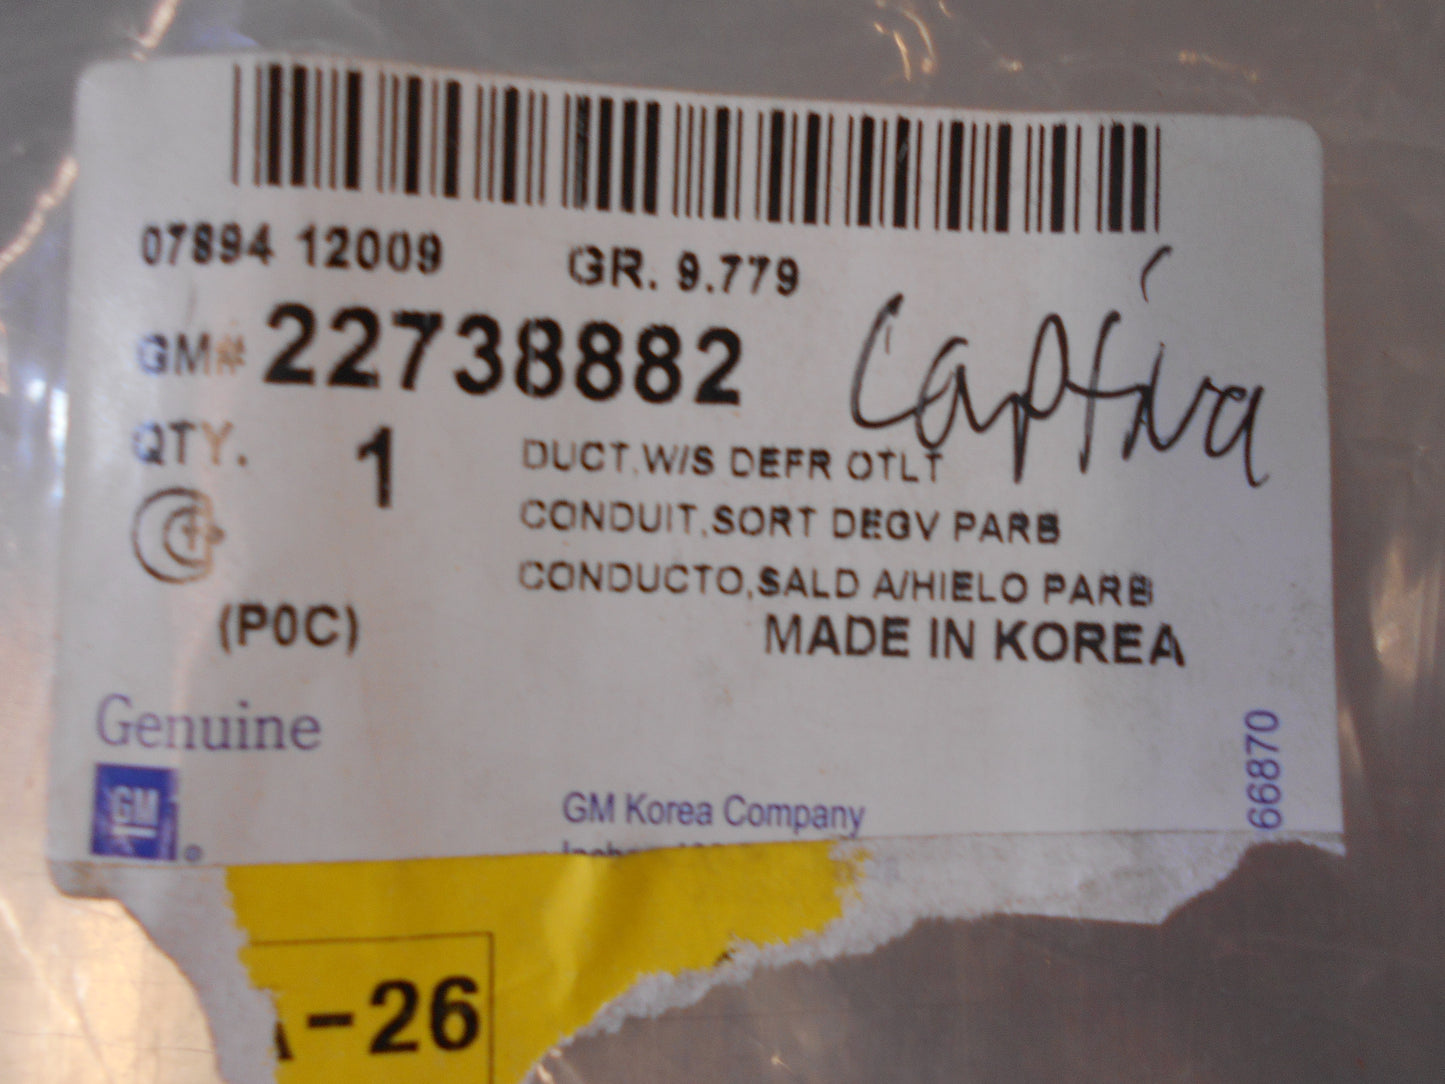 07894 12009 GR. 9.779
GM# 22738882
Captiva
QTY. 1
DUCT,W/S DEFR OTLT
CONDUIT,SORT DEGV PARB
CONDUCTO,SALD A/HIELO PARB
(P0C)
MADE IN KOREA
Genuine
GM
GM Korea Company
66870
-26